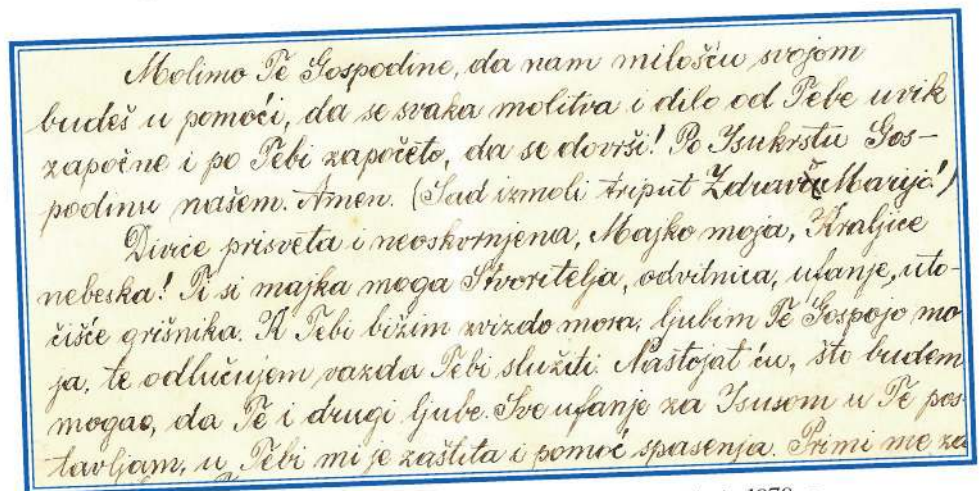 Molimo Te Gospodine, da nam milošću svojom
budeš u pomoći, da se svaka molitva i dilo od Tebe uvik
započne i po Tebi započeto, da se dovrši! Po Isukrstu Gos-
podinu našem. Amen. (Sad izmoli triput Zdravo Marijo!)
Divice prisveta i neoskvrnjena, Majko moja, Kraljice
nebeska! Ti si majka moga Stvoritelja, odvitnica, ufanje, uto-
čišće grišnika. K Tebi bižim zvizdo mora, ljubim Te Gospojo mo
ja, te odlučujem vazda Tebi služiti. Nastojat ću, što budem
mogao, da Te i drugi ljube. Sve ufanje za Isusom u Te pos
tavljam, u Tebi mi je zaštita i pomoć spasenja. Primi me za